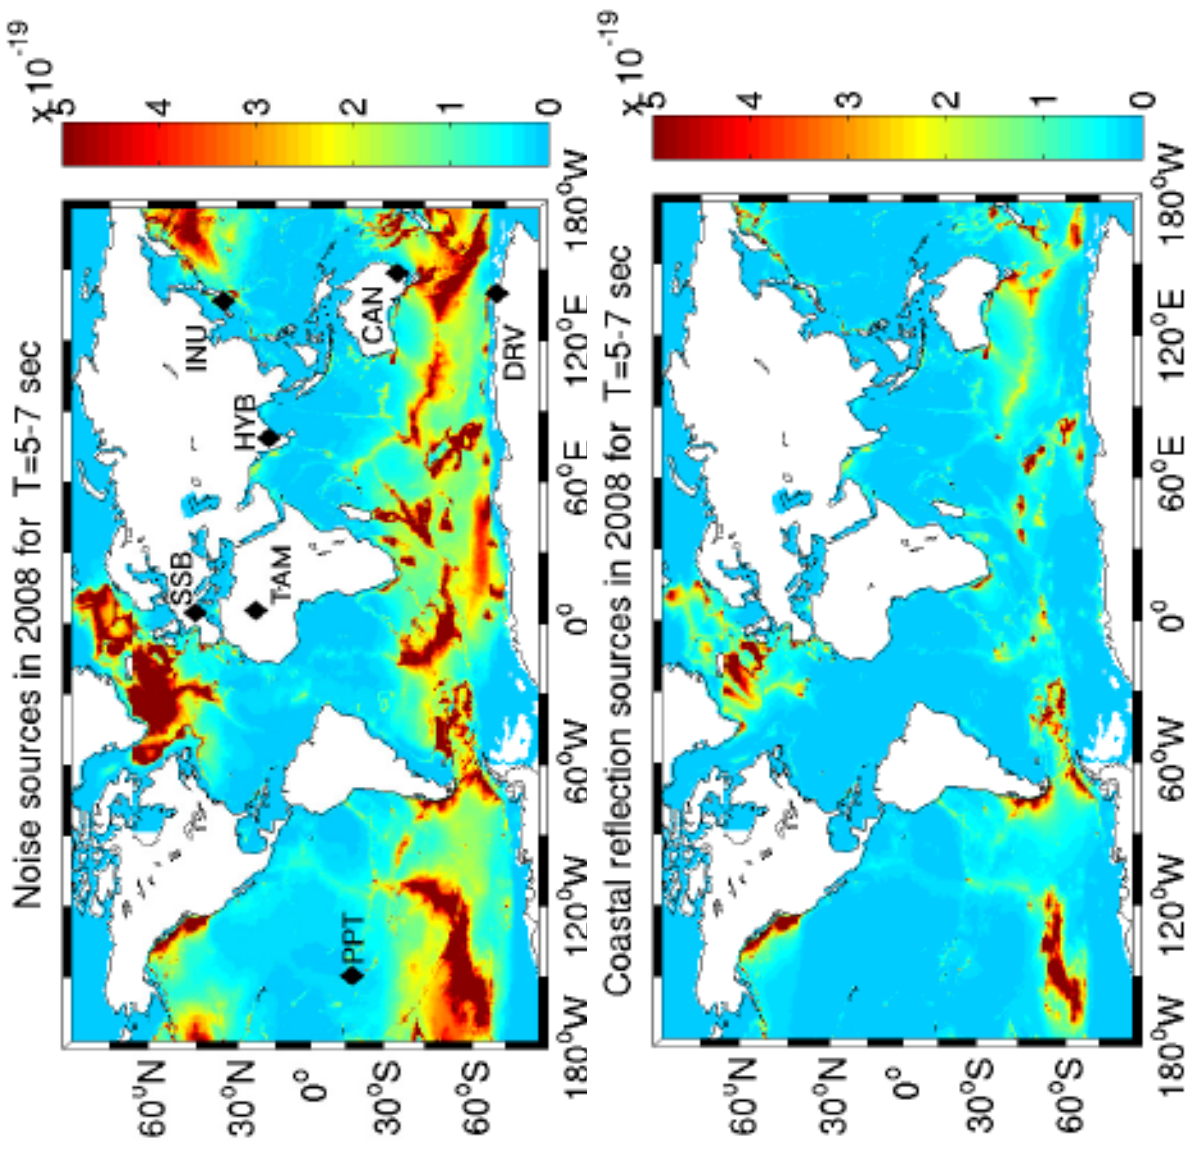 Noise sources in 2008 for T=5-7 sec
x 10-19
5
4
3
2
1
0
60°N
30°N
0°
30°S
60°S
180°W
120°W
60°W
0°
60°E
120°E
180°W
PPT
SSB
TAM
HYB
INU
CAN
DRV
Coastal reflection sources in 2008 for T=5-7 sec
x 10-19
5
4
3
2
1
0
60°N
30°N
0°
30°S
60°S
180°W
120°W
60°W
0°
60°E
120°E
180°W